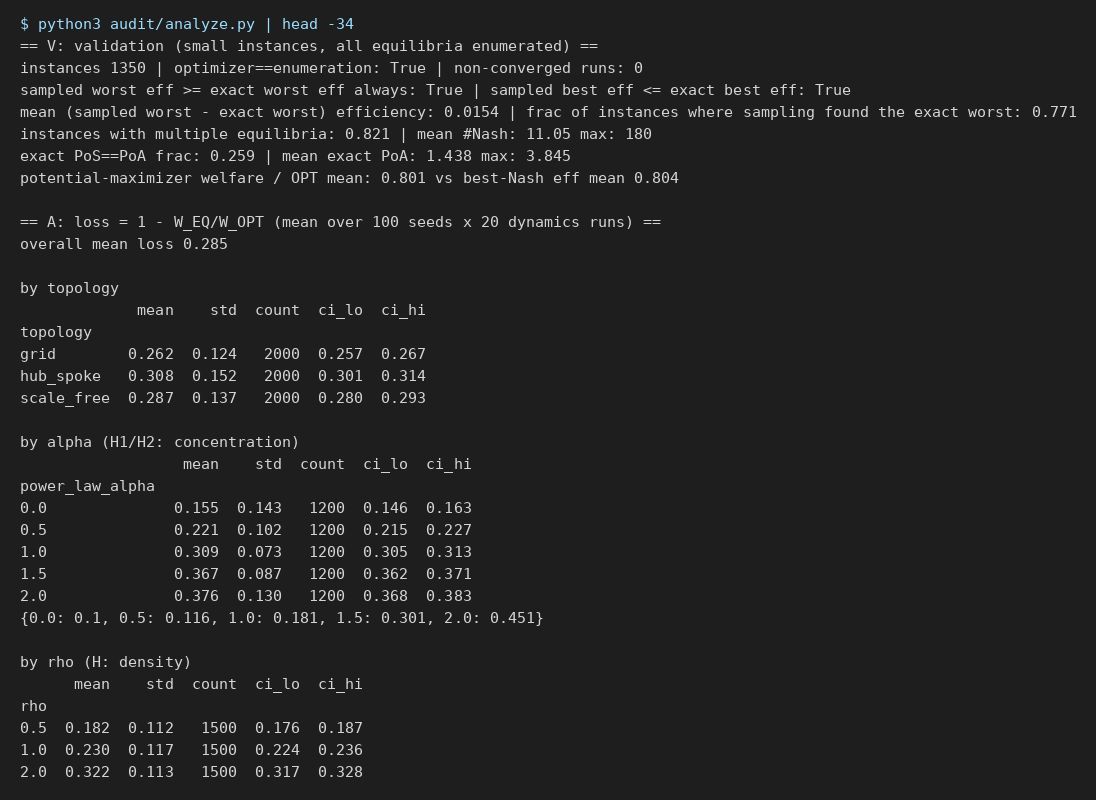 $ python3 audit/analyze.py | head -34
== V: validation (small instances, all equilibria enumerated) ==
instances 1350 | optimizer==enumeration: True | non-converged runs: 0
sampled worst eff >= exact worst eff always: True | sampled best eff <= exact best eff: True
mean (sampled worst - exact worst) efficiency: 0.0154 | frac of instances where sampling found the exact worst: 0.771
instances with multiple equilibria: 0.821 | mean #Nash: 11.05 max: 180
exact PoS==PoA frac: 0.259 | mean exact PoA: 1.438 max: 3.845
potential-maximizer welfare / OPT mean: 0.801 vs best-Nash eff mean 0.804

== A: loss = 1 - W_EQ/W_OPT (mean over 100 seeds x 20 dynamics runs) ==
overall mean loss 0.285

by topology
             mean    std  count  ci_lo  ci_hi
topology
grid        0.262  0.124   2000  0.257  0.267
hub_spoke   0.308  0.152   2000  0.301  0.314
scale_free  0.287  0.137   2000  0.280  0.293

by alpha (H1/H2: concentration)
                  mean    std  count  ci_lo  ci_hi
power_law_alpha
0.0              0.155  0.143   1200  0.146  0.163
0.5              0.221  0.102   1200  0.215  0.227
1.0              0.309  0.073   1200  0.305  0.313
1.5              0.367  0.087   1200  0.362  0.371
2.0              0.376  0.130   1200  0.368  0.383
{0.0: 0.1, 0.5: 0.116, 1.0: 0.181, 1.5: 0.301, 2.0: 0.451}

by rho (H: density)
      mean    std  count  ci_lo  ci_hi
rho
0.5  0.182  0.112   1500  0.176  0.187
1.0  0.230  0.117   1500  0.224  0.236
2.0  0.322  0.113   1500  0.317  0.328